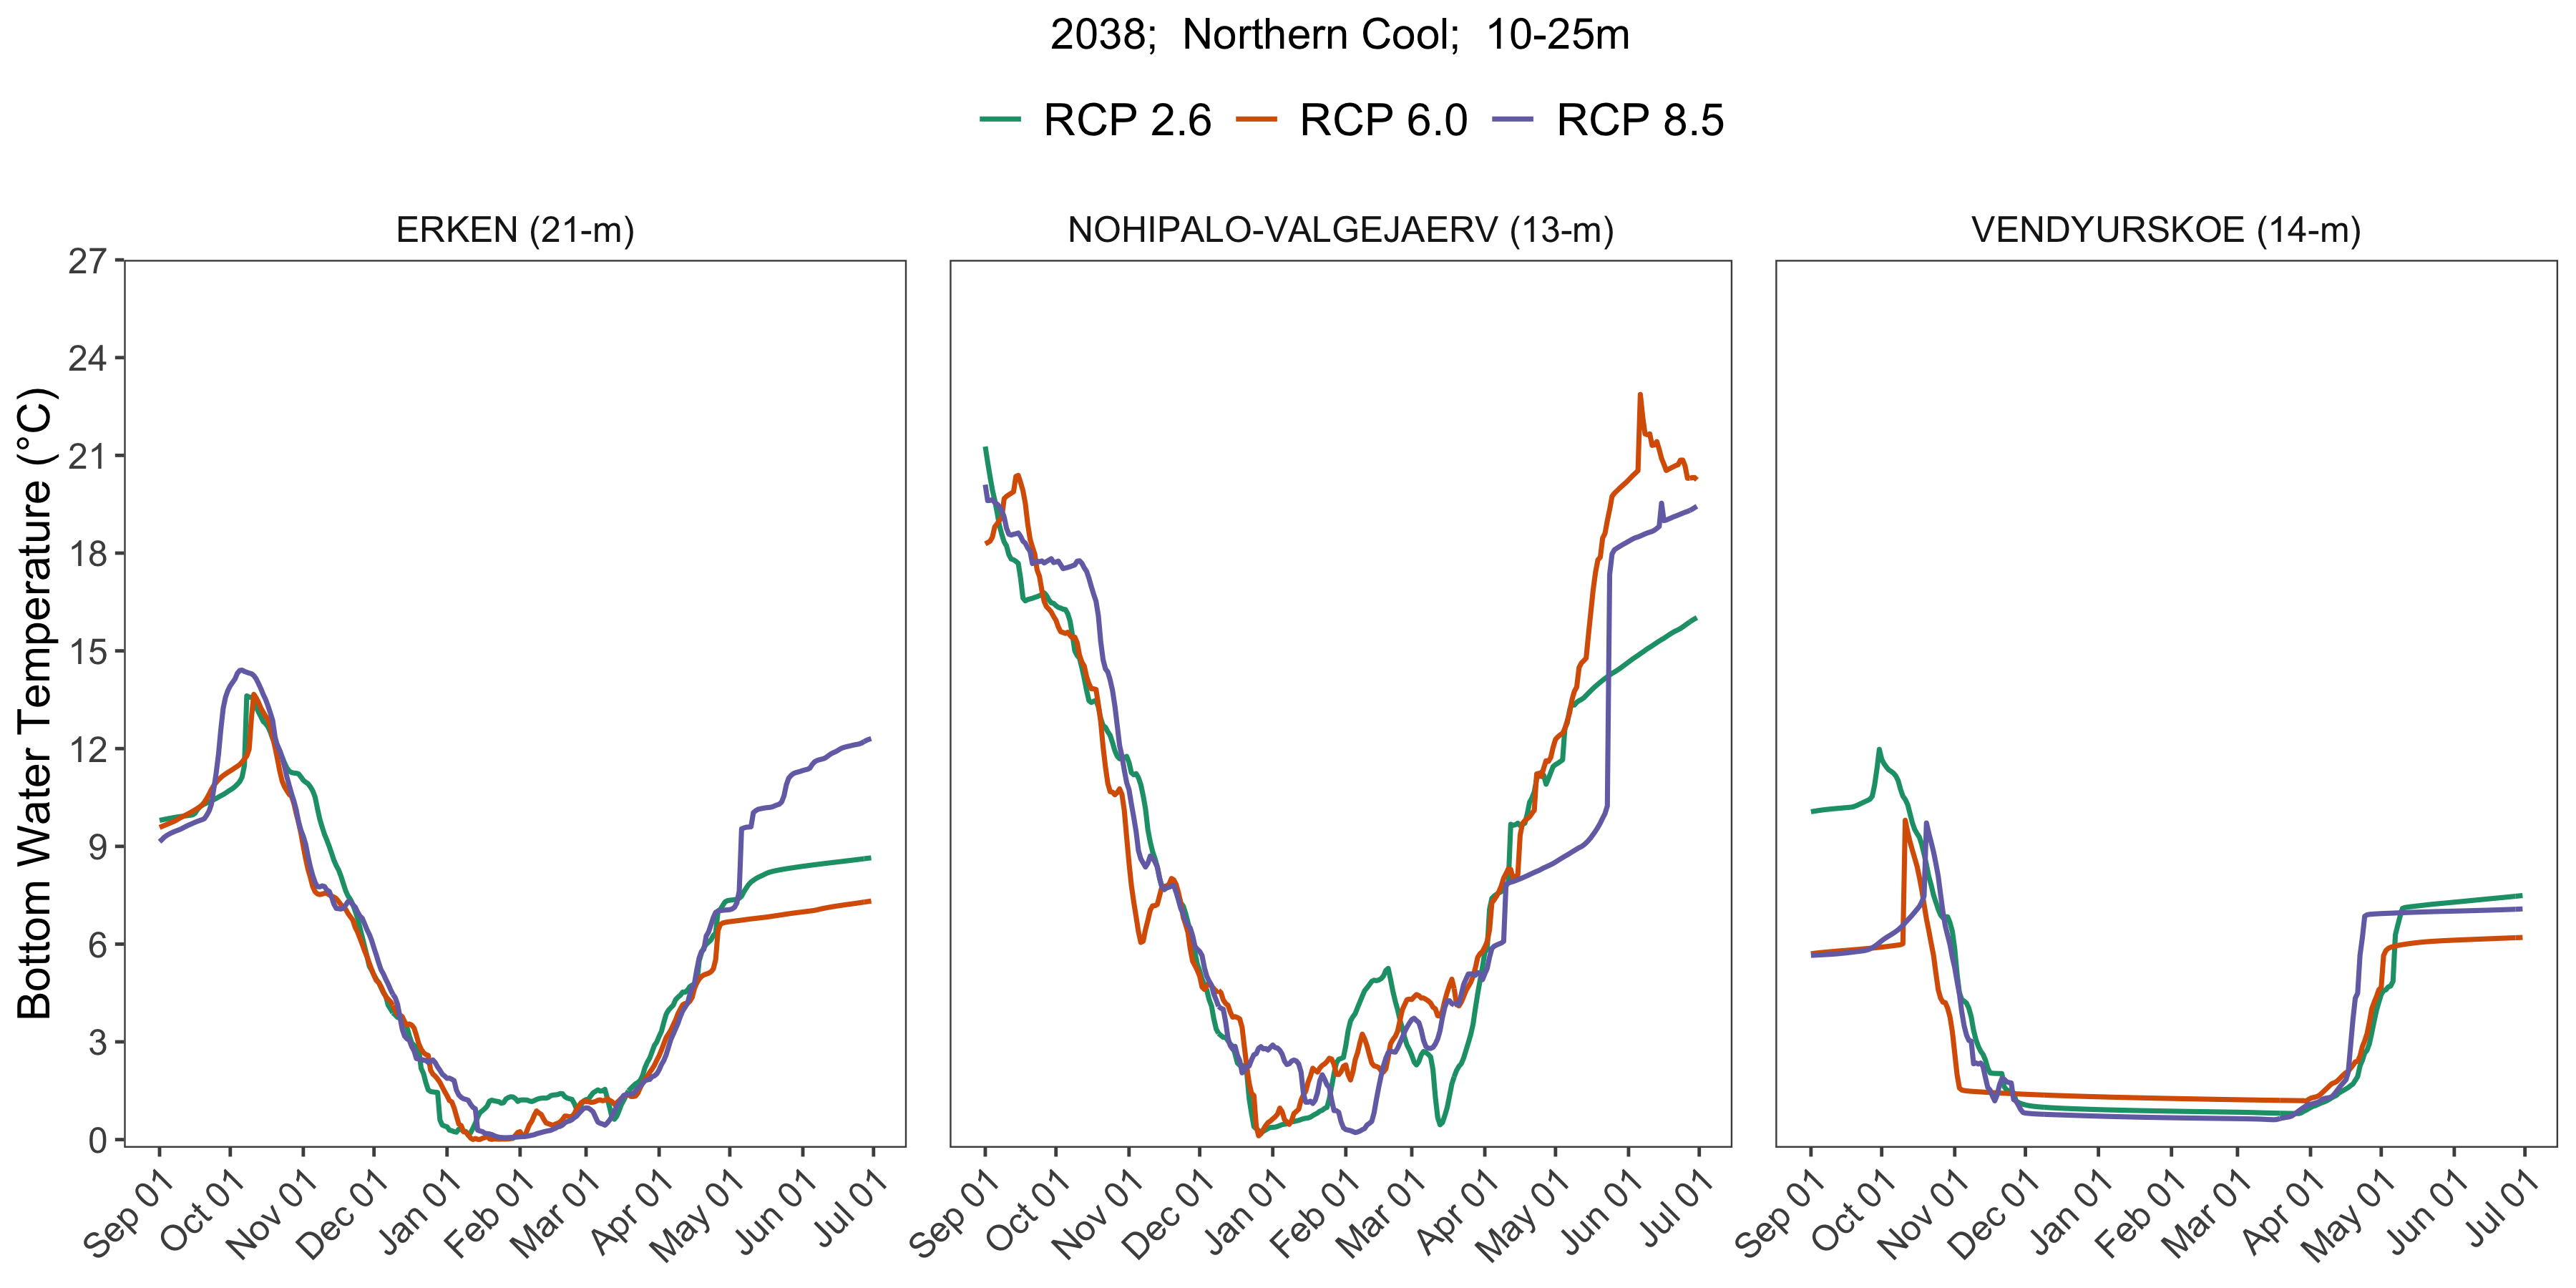 2038;  Northern Cool;  10-25m
RCP 2.6 RCP 6.0 RCP 8.5
ERKEN (21-m) NOHIPALO-VALGEJAERV (13-m) VENDYURSKOE (14-m)
Bottom Water Temperature (°C)
27
24
21
18
15
12
9
6
3
0
Sep 01 Oct 01 Nov 01 Dec 01 Jan 01 Feb 01 Mar 01 Apr 01 May 01 Jun 01 Jul 01
Sep 01 Oct 01 Nov 01 Dec 01 Jan 01 Feb 01 Mar 01 Apr 01 May 01 Jun 01 Jul 01
Sep 01 Oct 01 Nov 01 Dec 01 Jan 01 Feb 01 Mar 01 Apr 01 May 01 Jun 01 Jul 01